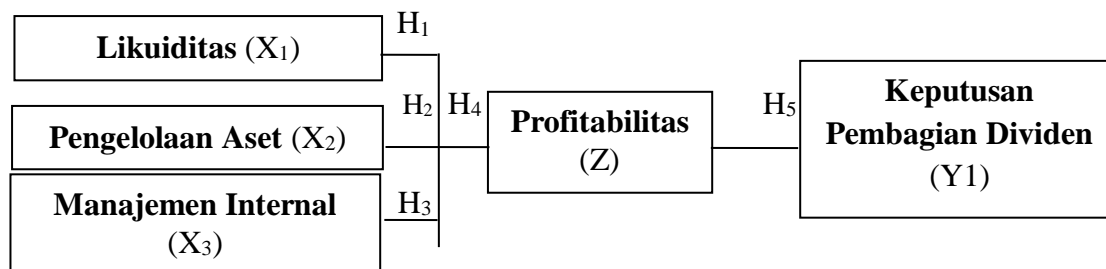 H₁
Likuiditas (X₁)
H₂
H₄
Pengelolaan Aset (X₂)
H₃
Manajemen Internal
(X₃)
Profitabilitas
(Z)
H₅
Keputusan
Pembagian Dividen
(Y1)